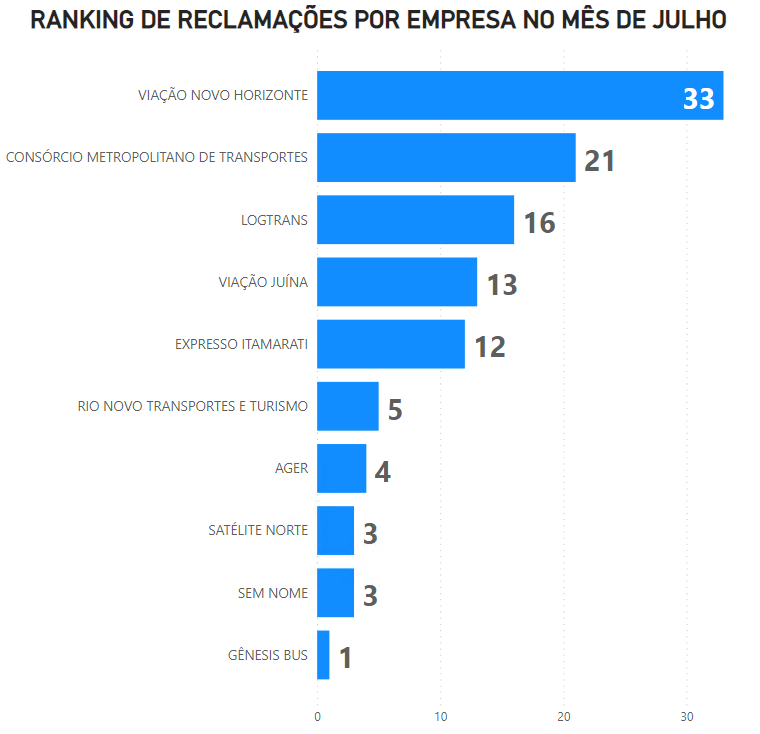 RANKING DE RECLAMAÇÕES POR EMPRESA NO MÊS DE JULHO
VIAÇÃO NOVO HORIZONTE 33
CONSÓRCIO METROPOLITANO DE TRANSPORTES 21
LOGTRANS 16
VIAÇÃO JUÍNA 13
EXPRESSO ITAMARATI 12
RIO NOVO TRANSPORTES E TURISMO 5
AGER 4
SATÉLITE NORTE 3
SEM NOME 3
GÊNESIS BUS 1
0 10 20 30